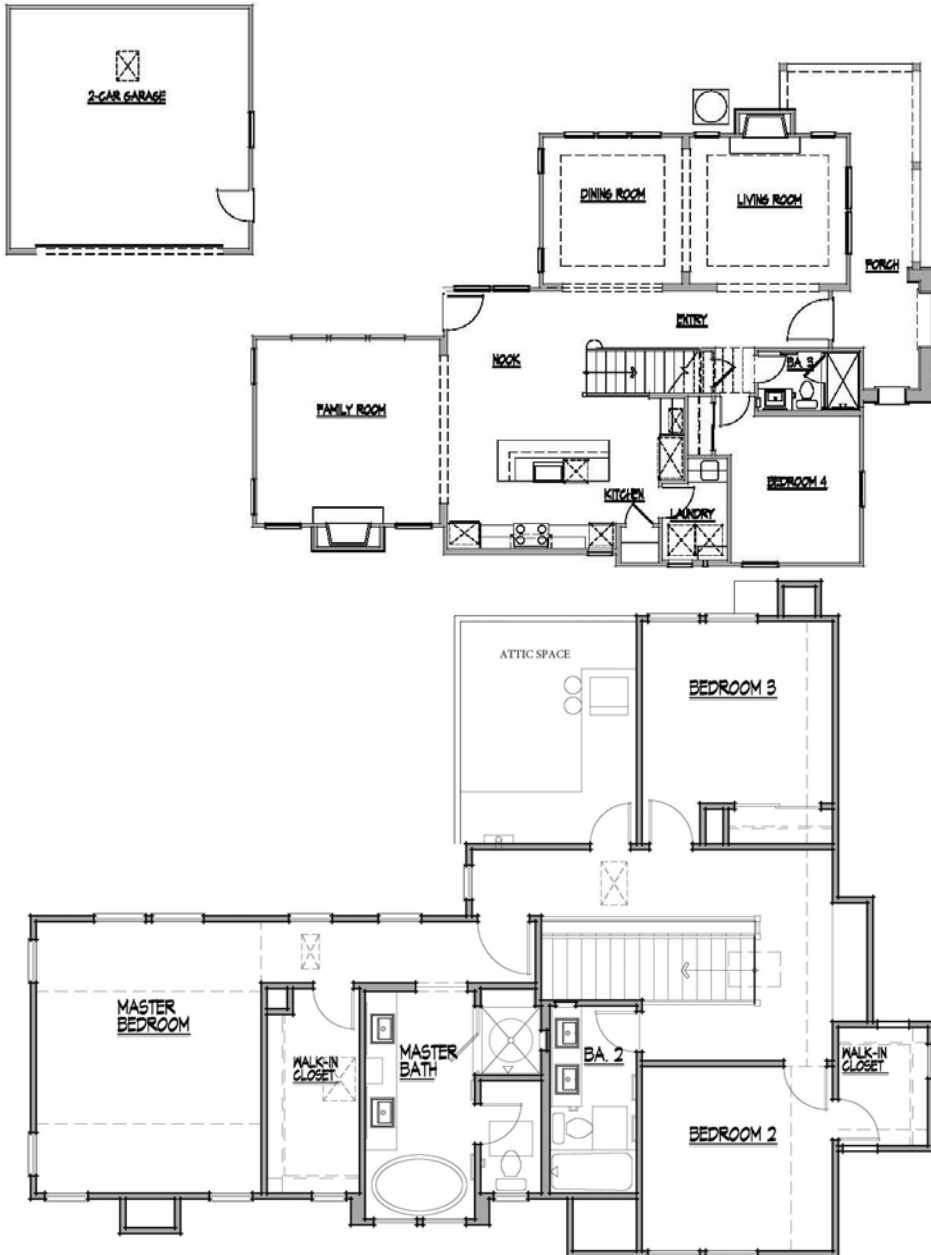 2-CAR GARAGE
DINING ROOM
LIVING ROOM
PORCH
ENTRY
NOOK
BA. 3
FAMILY ROOM
BEDROOM 4
KITCHEN
LAUNDRY
ATTIC SPACE
BEDROOM 3
MASTER
BEDROOM
WALK-IN
CLOSET
MASTER
BATH
BA. 2
WALK-IN
CLOSET
BEDROOM 2